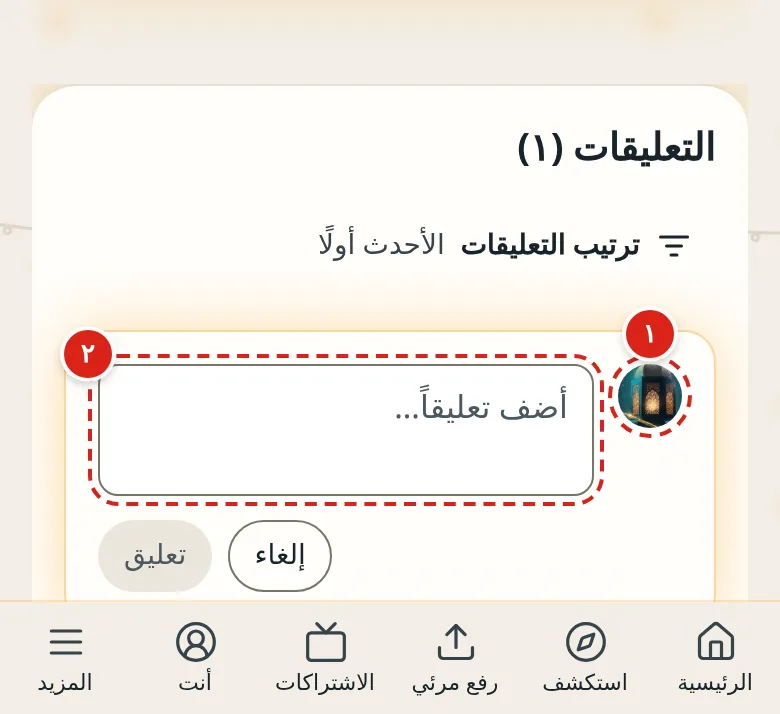 التعليقات (١)
ترتيب التعليقات الأحدث أولًا
١
٢
أضف تعليقاً...
إلغاء
تعليق
الرئيسية
استكشف
رفع مرئي
الاشتراكات
أنت
المزيد